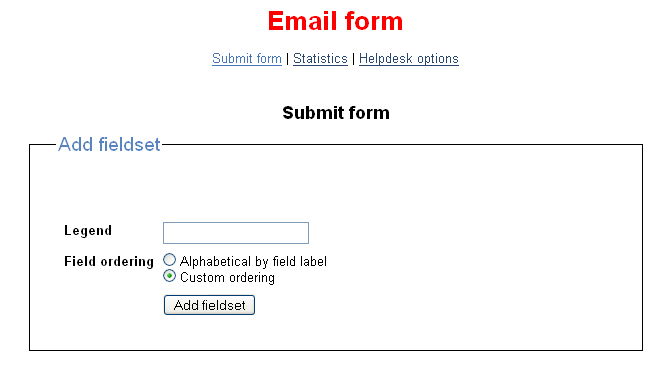 Email form
Submit form | Statistics | Helpdesk options
Submit form
Add fieldset
Legend
Field ordering Alphabetical by field label
Custom ordering
Add fieldset